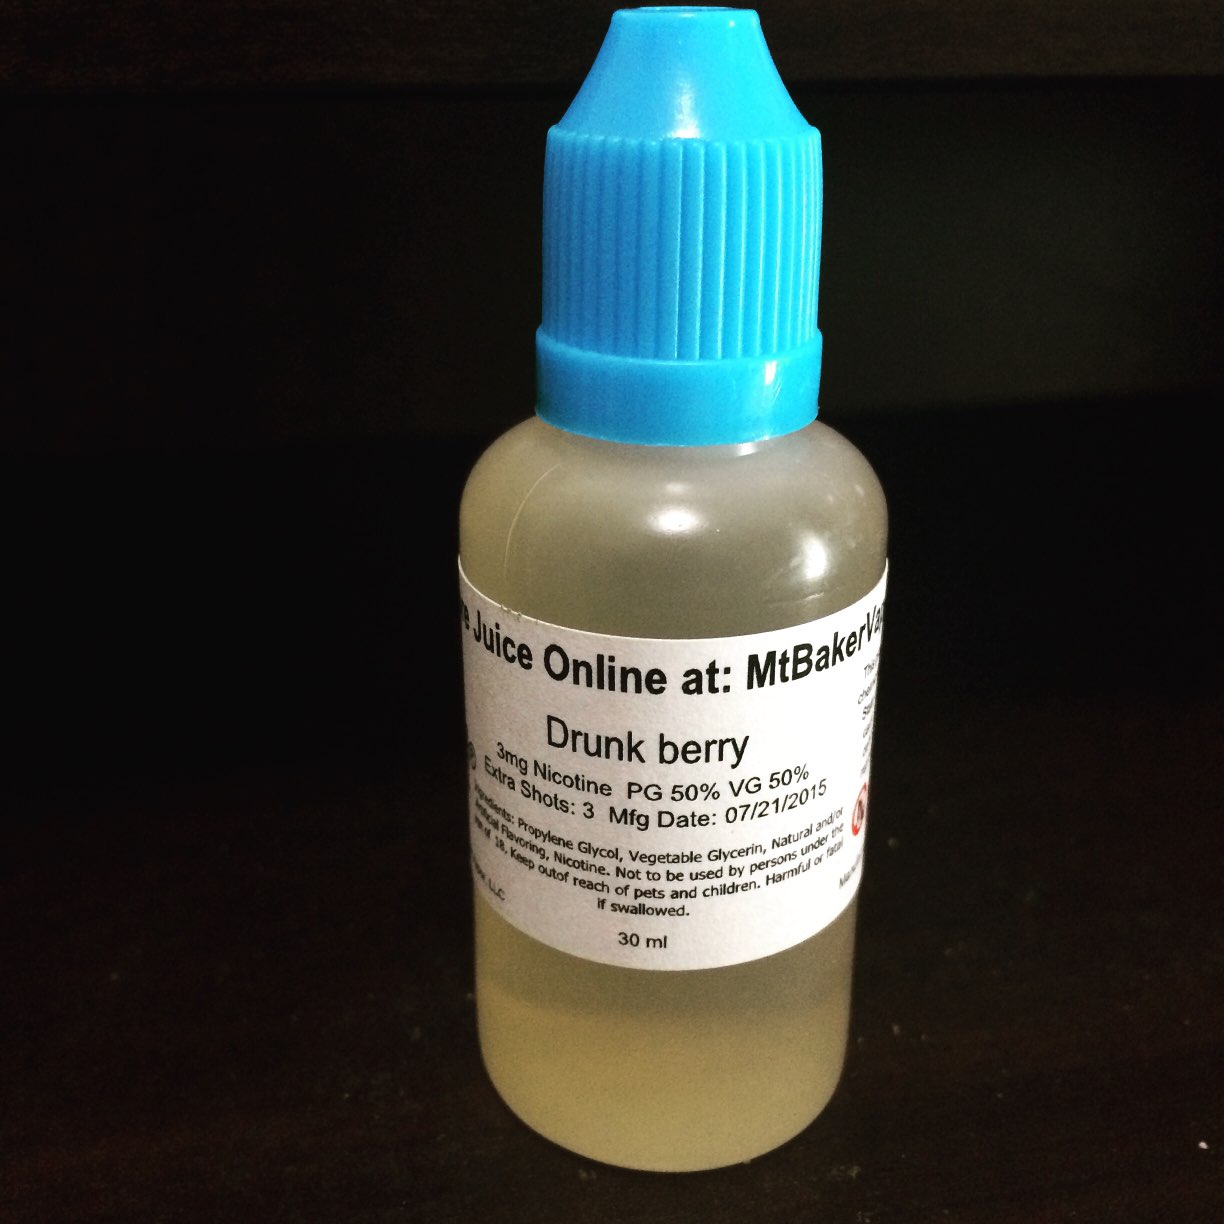 Juice Online at: MtBakerVap
Drunk berry
3mg Nicotine PG 50% VG 50%
Extra Shots: 3 Mfg Date: 07/21/2015
Ingredients: Propylene Glycol, Vegetable Glycerin, Natural and/or
Artificial Flavoring, Nicotine. Not to be used by persons under the
age of 18. Keep outof reach of pets and children. Harmful or fatal
if swallowed.
LLC
30 ml